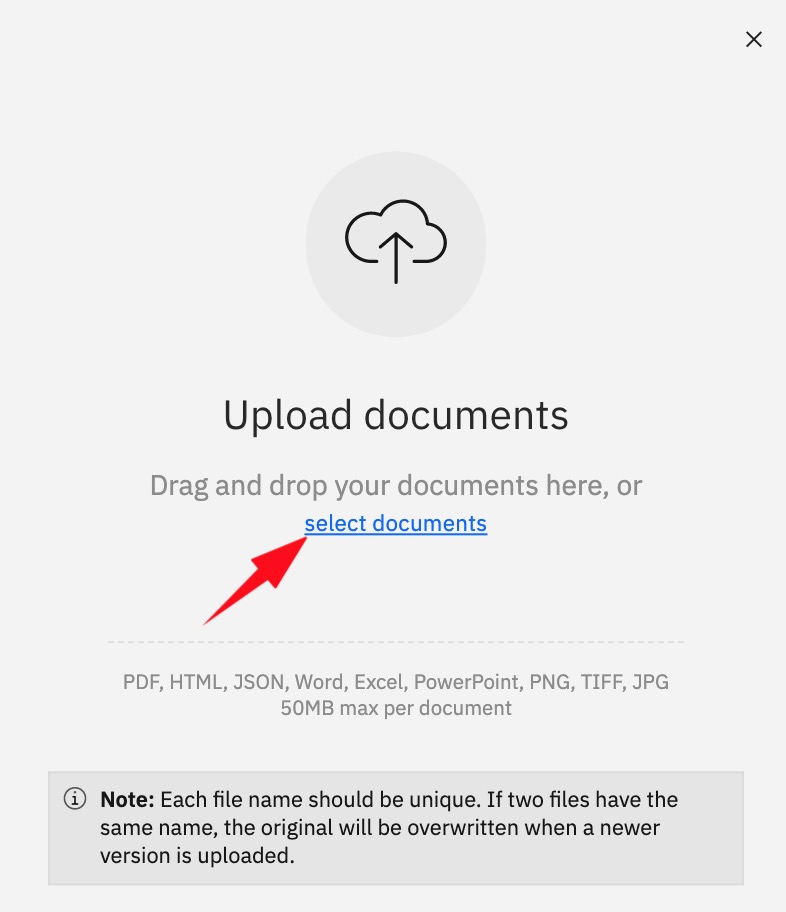 Upload documents
Drag and drop your documents here, or
select documents
PDF, HTML, JSON, Word, Excel, PowerPoint, PNG, TIFF, JPG
50MB max per document
Note: Each file name should be unique. If two files have the
same name, the original will be overwritten when a newer
version is uploaded.